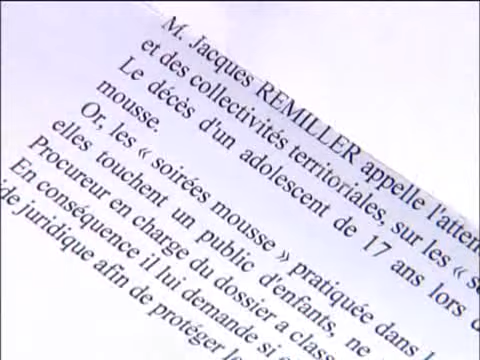 M. Jacques REMILLER appelle l'atten
et des collectivités territoriales, sur les « s
Le décès d'un adolescent de 17 ans lors d
mousse.
Or, les « soirées mousse » pratiquée dans
elles touchent un public d'enfants, ne
Procureur en charge du dossier a class
En conséquence il lui demande si
de juridique afin de protéger